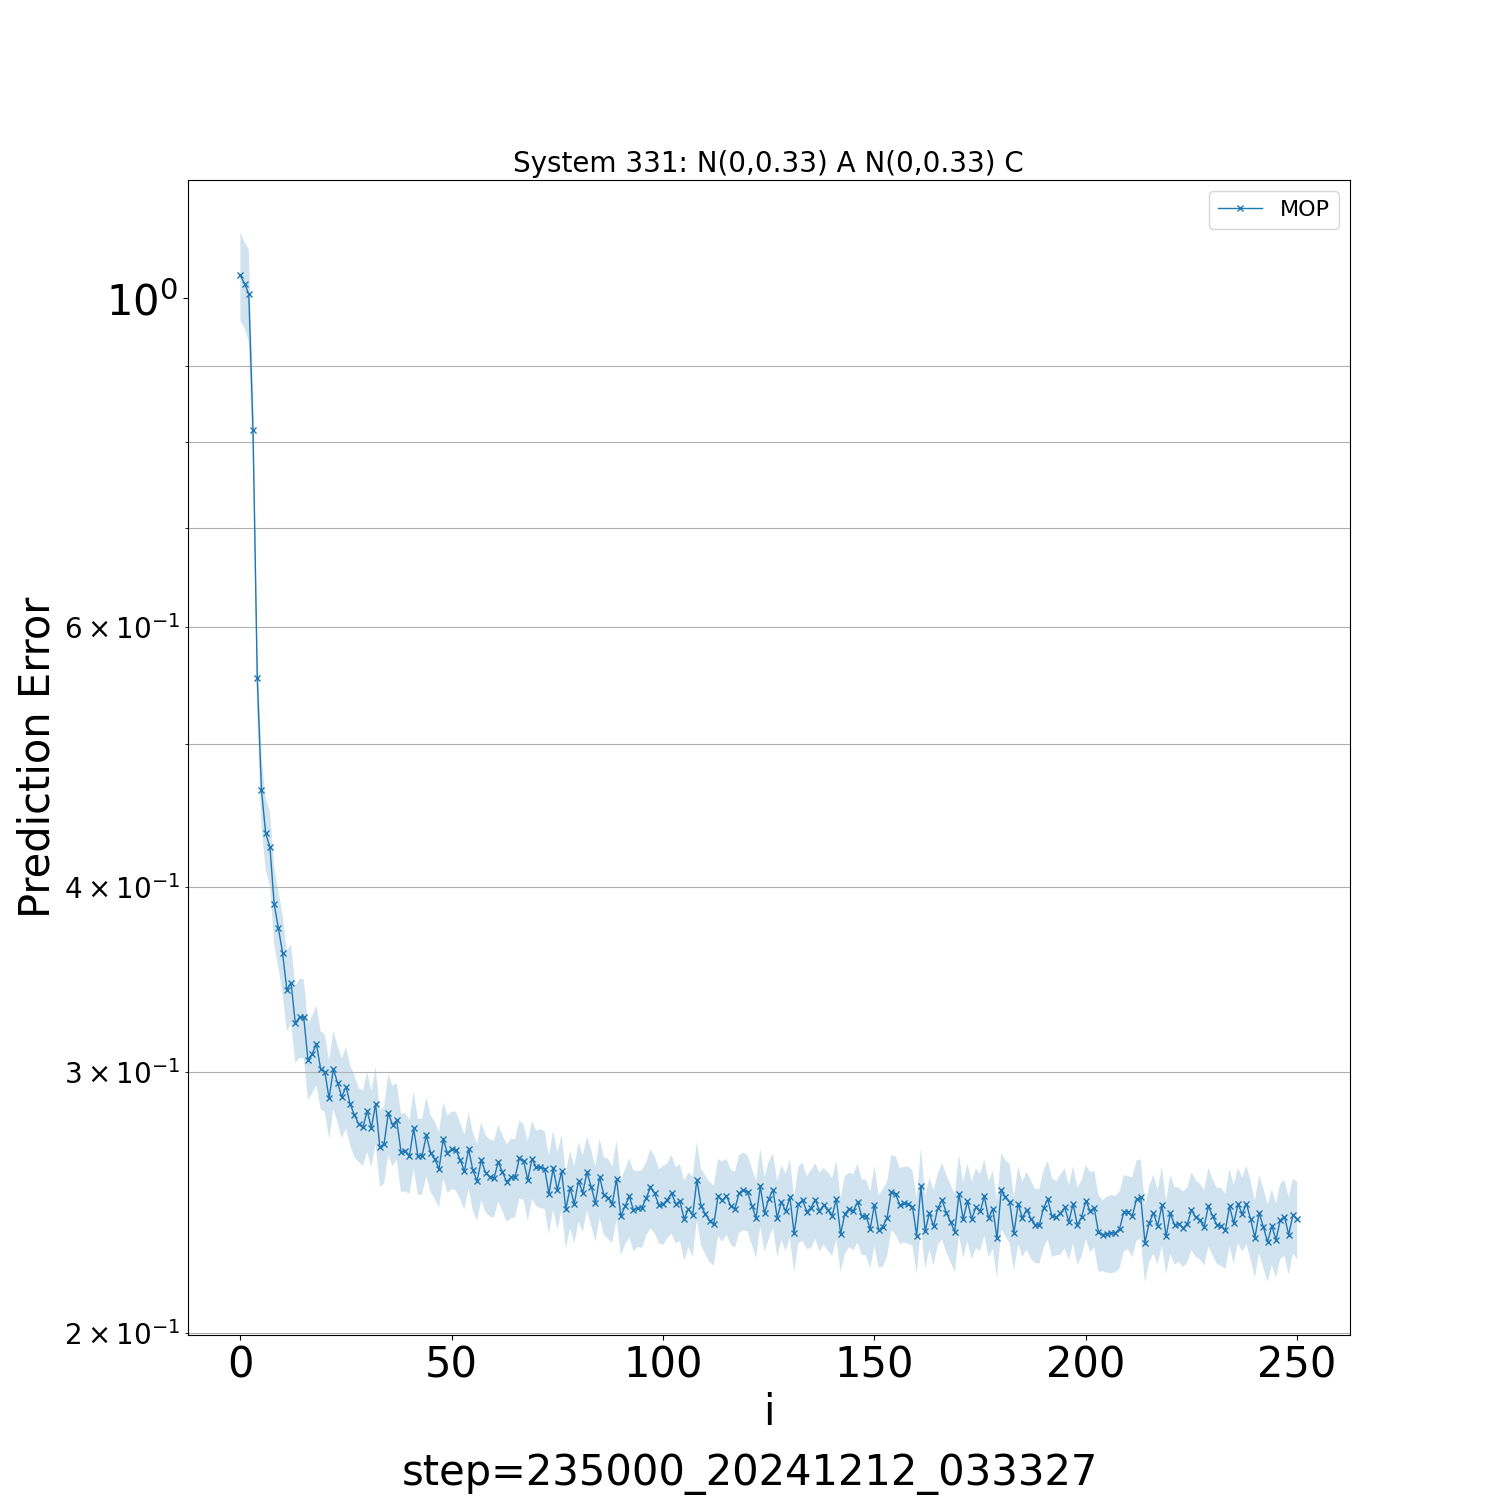 System 331: N(0,0.33) A N(0,0.33) C
MOP
10⁰
6 × 10⁻¹
4 × 10⁻¹
3 × 10⁻¹
2 × 10⁻¹
Prediction Error
0 50 100 150 200 250
i
step=235000_20241212_033327